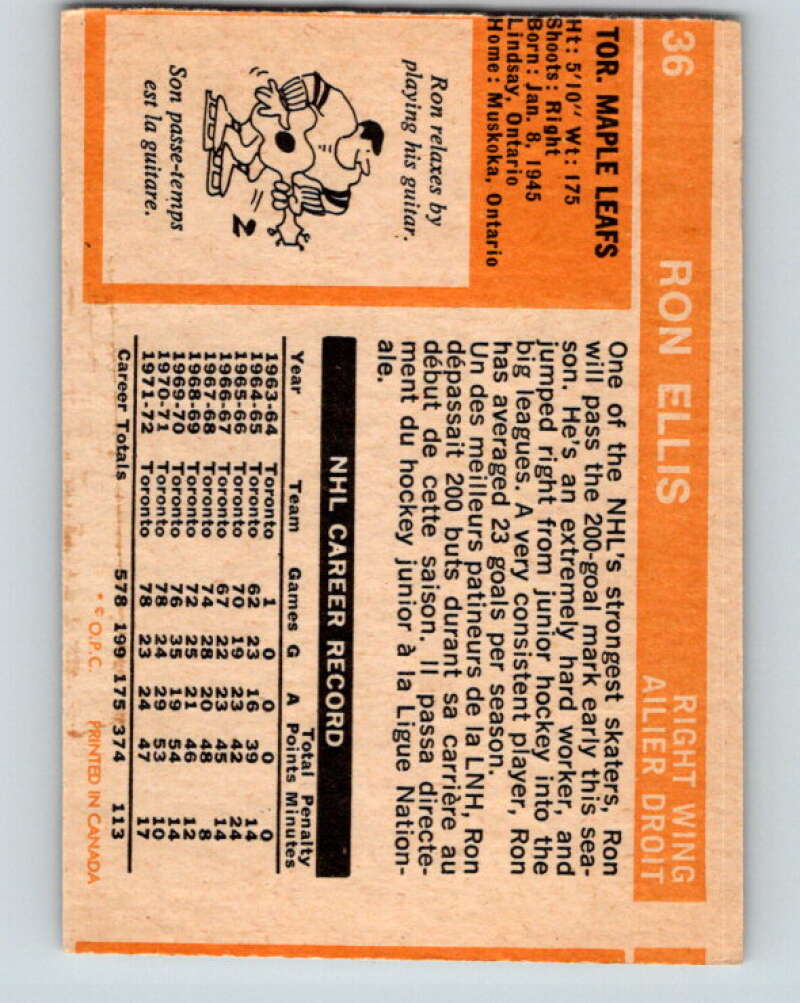 36
RON ELLIS
RIGHT WING
AILIER DROIT
TOR. MAPLE LEAFS
Ht: 5'10" Wt: 175
Shoots: Right
Born: Jan. 8, 1945
Lindsay, Ontario
Home: Muskoka, Ontario
Ron relaxes by
playing his guitar.
2
Son passe-temps
est la guitare.
One of the NHL's strongest skaters, Ron
will pass the 200-goal mark early this sea-
son. He's an extremely hard worker, and
jumped right from junior hockey into the
big leagues. A very consistent player, Ron
has averaged 23 goals per season.
Un des meilleurs patineurs de la LNH, Ron
dépassait 200 buts durant sa carrière au
début de cette saison. Il passa directe-
ment du hockey junior à la Ligue Nation-
ale.
NHL CAREER RECORD
Total Penalty
Year Team Games G A Points Minutes
1963-64 Toronto 1 0 0 0 0
1964-65 Toronto 62 23 16 39 14
1965-66 Toronto 70 19 23 42 24
1966-67 Toronto 67 22 23 45 14
1967-68 Toronto 74 28 20 48 8
1968-69 Toronto 72 25 21 46 12
1969-70 Toronto 76 35 19 54 14
1970-71 Toronto 78 24 29 53 10
1971-72 Toronto 78 23 24 47 17
Career Totals 578 199 175 374 113
* © O.P.C. PRINTED IN CANADA